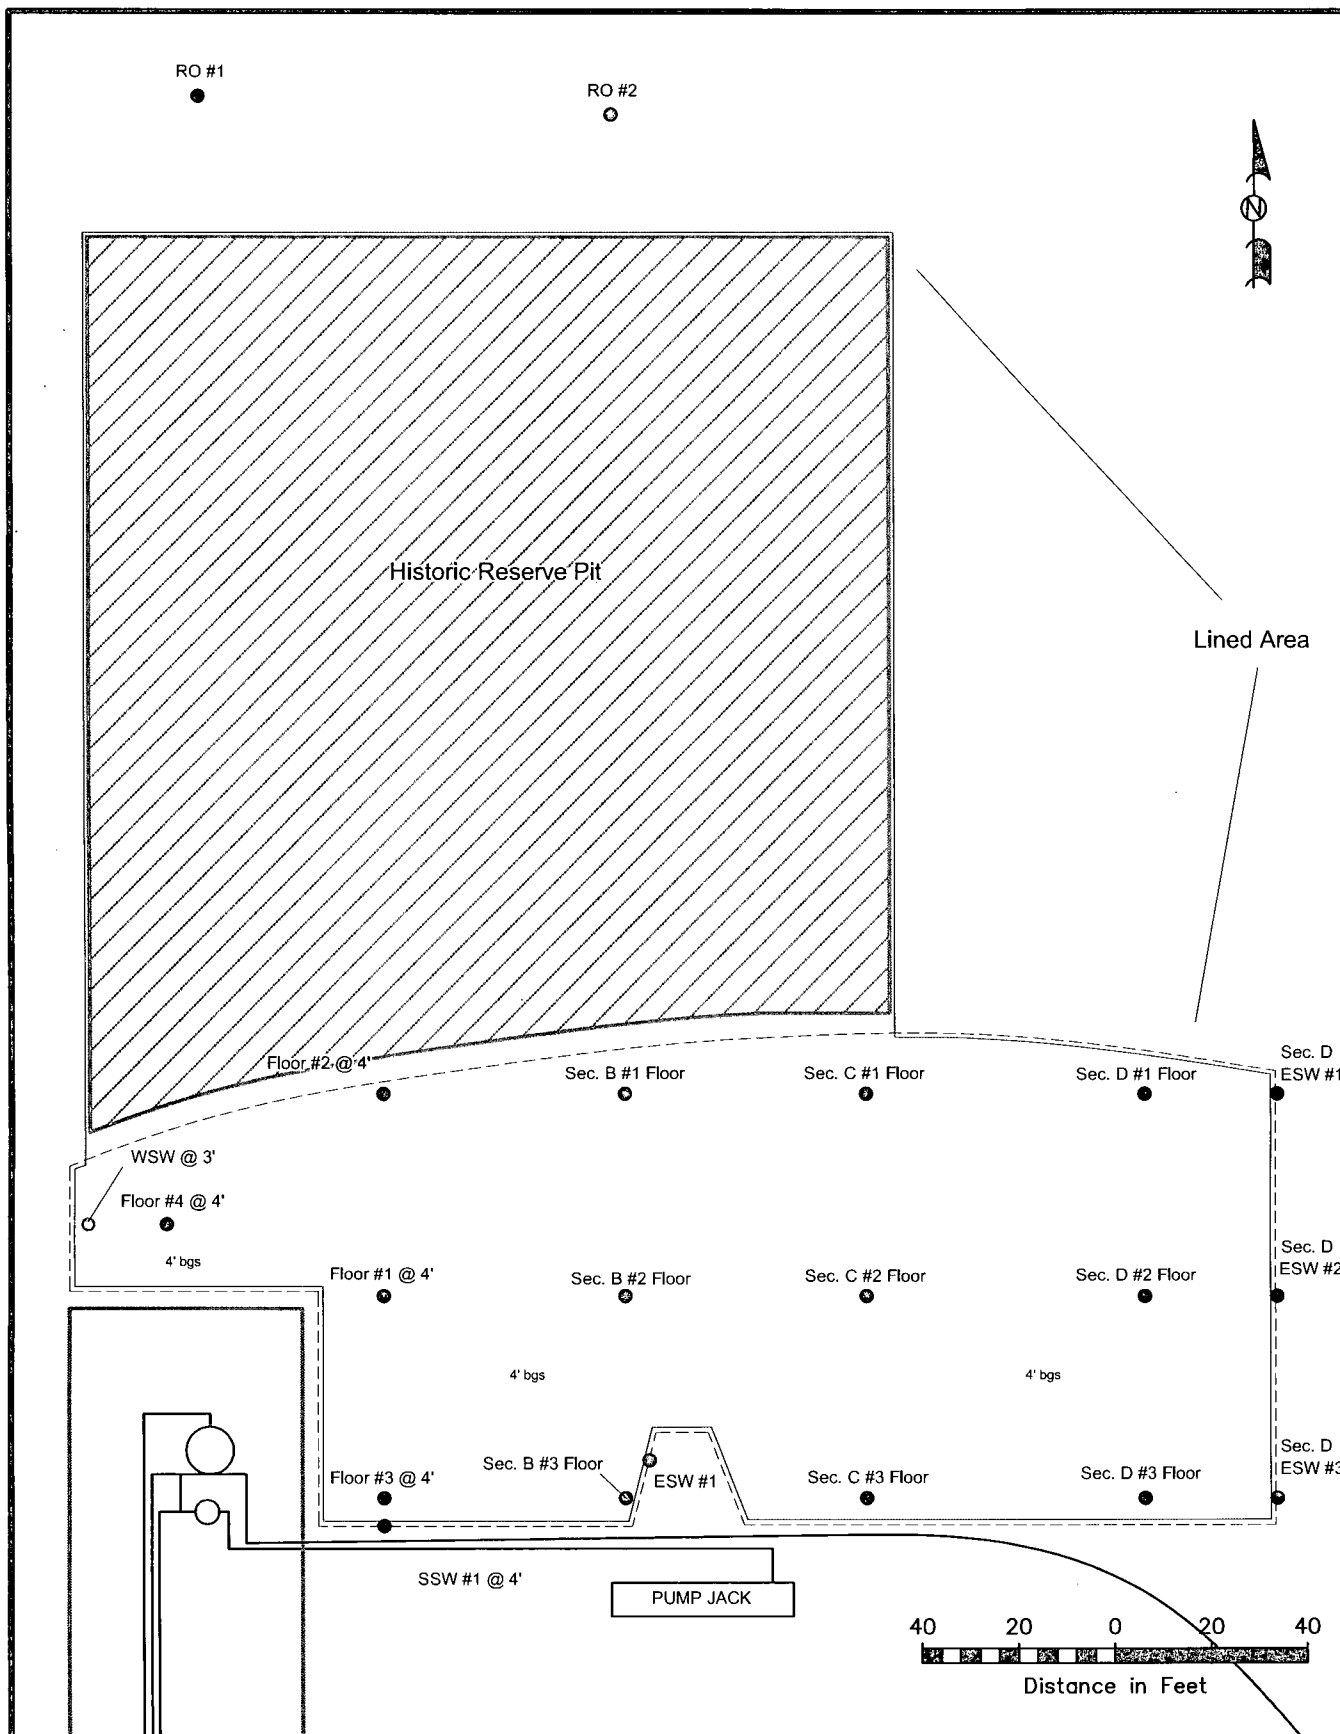 RO #1
RO #2
N
Historic Reserve Pit
Lined Area
Floor #2 @ 4'
Sec. B #1 Floor
Sec. C #1 Floor
Sec. D #1 Floor
Sec. D
ESW #1
WSW @ 3'
Floor #4 @ 4'
4' bgs
Floor #1 @ 4'
Sec. B #2 Floor
Sec. C #2 Floor
Sec. D #2 Floor
Sec. D
ESW #2
4' bgs
4' bgs
Floor #3 @ 4'
Sec. B #3 Floor
ESW #1
Sec. C #3 Floor
Sec. D #3 Floor
Sec. D
ESW #3
SSW #1 @ 4'
PUMP JACK
40 20 0 20 40
Distance in Feet